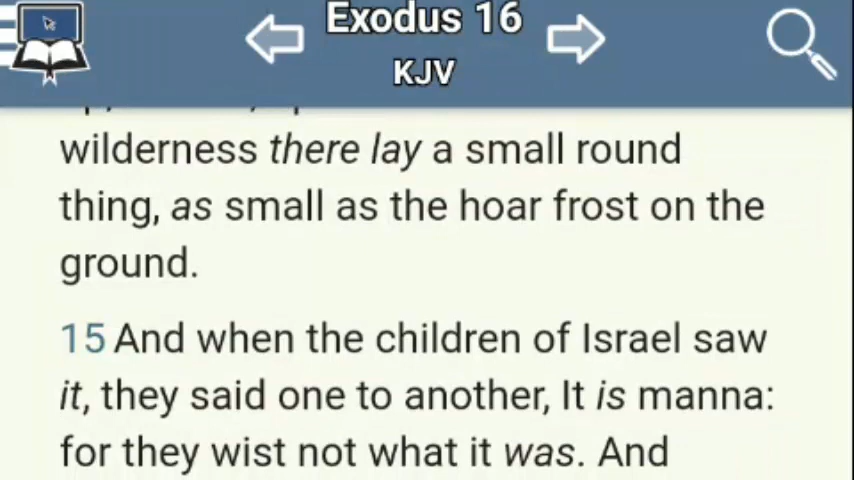 Exodus 16
KJV
wilderness there lay a small round
thing, as small as the hoar frost on the
ground.
15 And when the children of Israel saw
it, they said one to another, It is manna:
for they wist not what it was. And